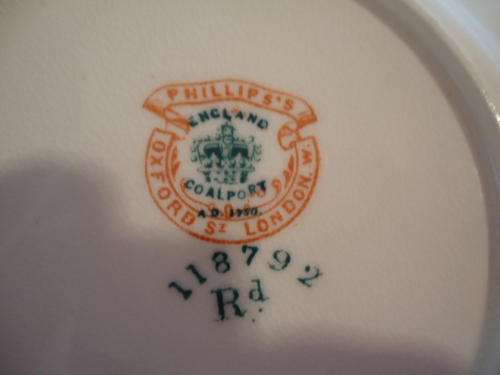 PHILLIPS'S
ENGLAND
COALPORT
A.D. 1750.
OXFORD St LONDON. W.
118792
Rd